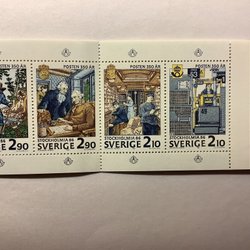 POSTEN 350 ÅR
POSTEN 350 ÅR
POSTEN 350 ÅR
STOCKHOLMIA 86
STOCKHOLMIA 86
STOCKHOLMIA 86
2 90
SVERIGE 2 90
SVERIGE 2 10
SVERIGE 2 10